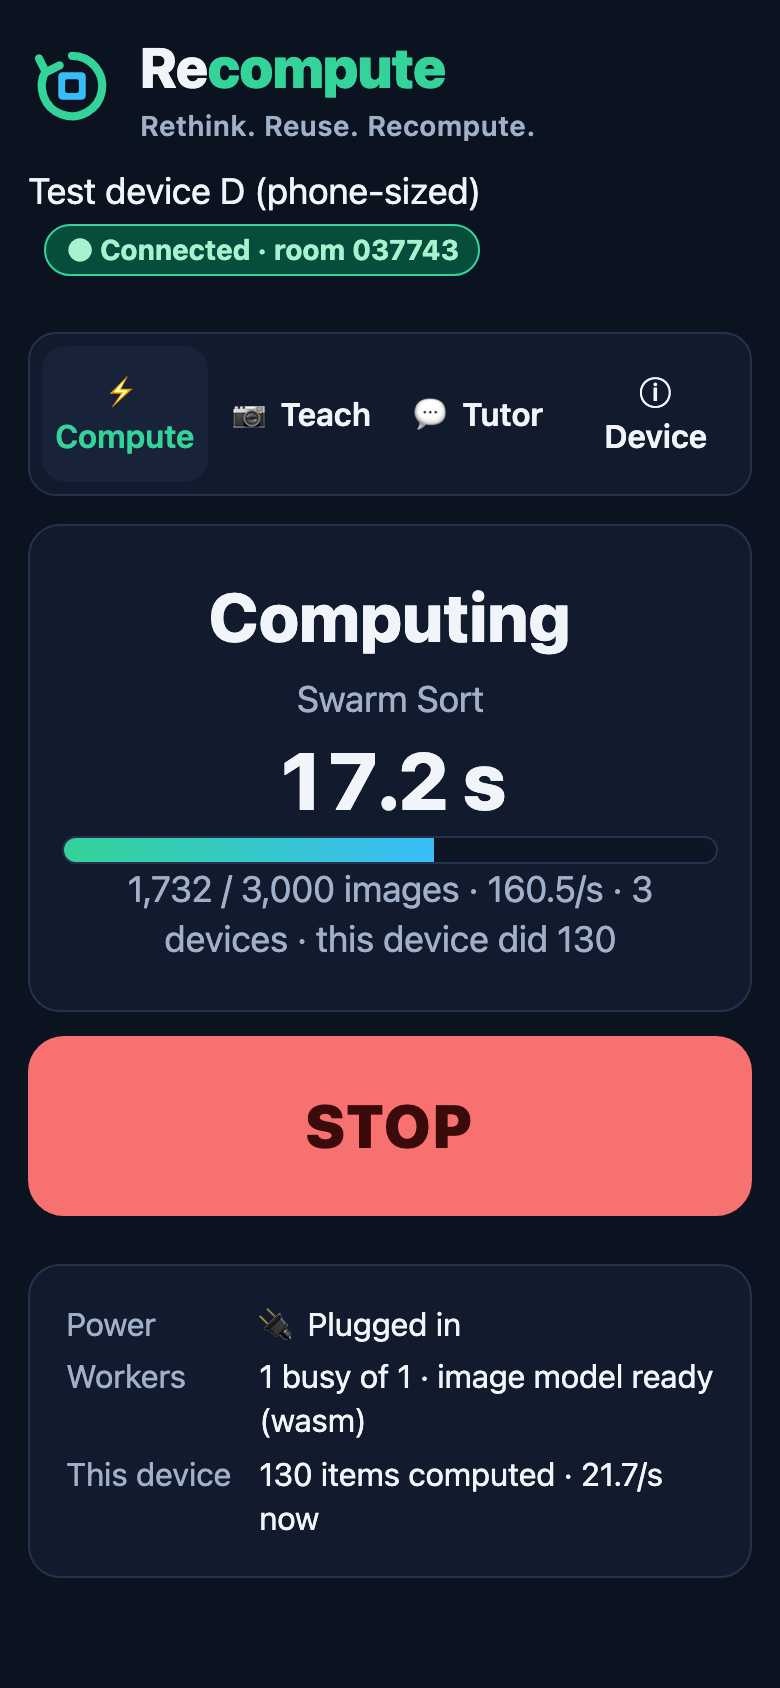 Recompute
Rethink. Reuse. Recompute.
Test device D (phone-sized)
Connected · room 037743
⚡ Compute
📷 Teach
💬 Tutor
ⓘ Device
Computing
Swarm Sort
17.2 s
1,732 / 3,000 images · 160.5/s · 3
devices · this device did 130
STOP
Power 🔌 Plugged in
Workers 1 busy of 1 · image model ready
(wasm)
This device 130 items computed · 21.7/s
now